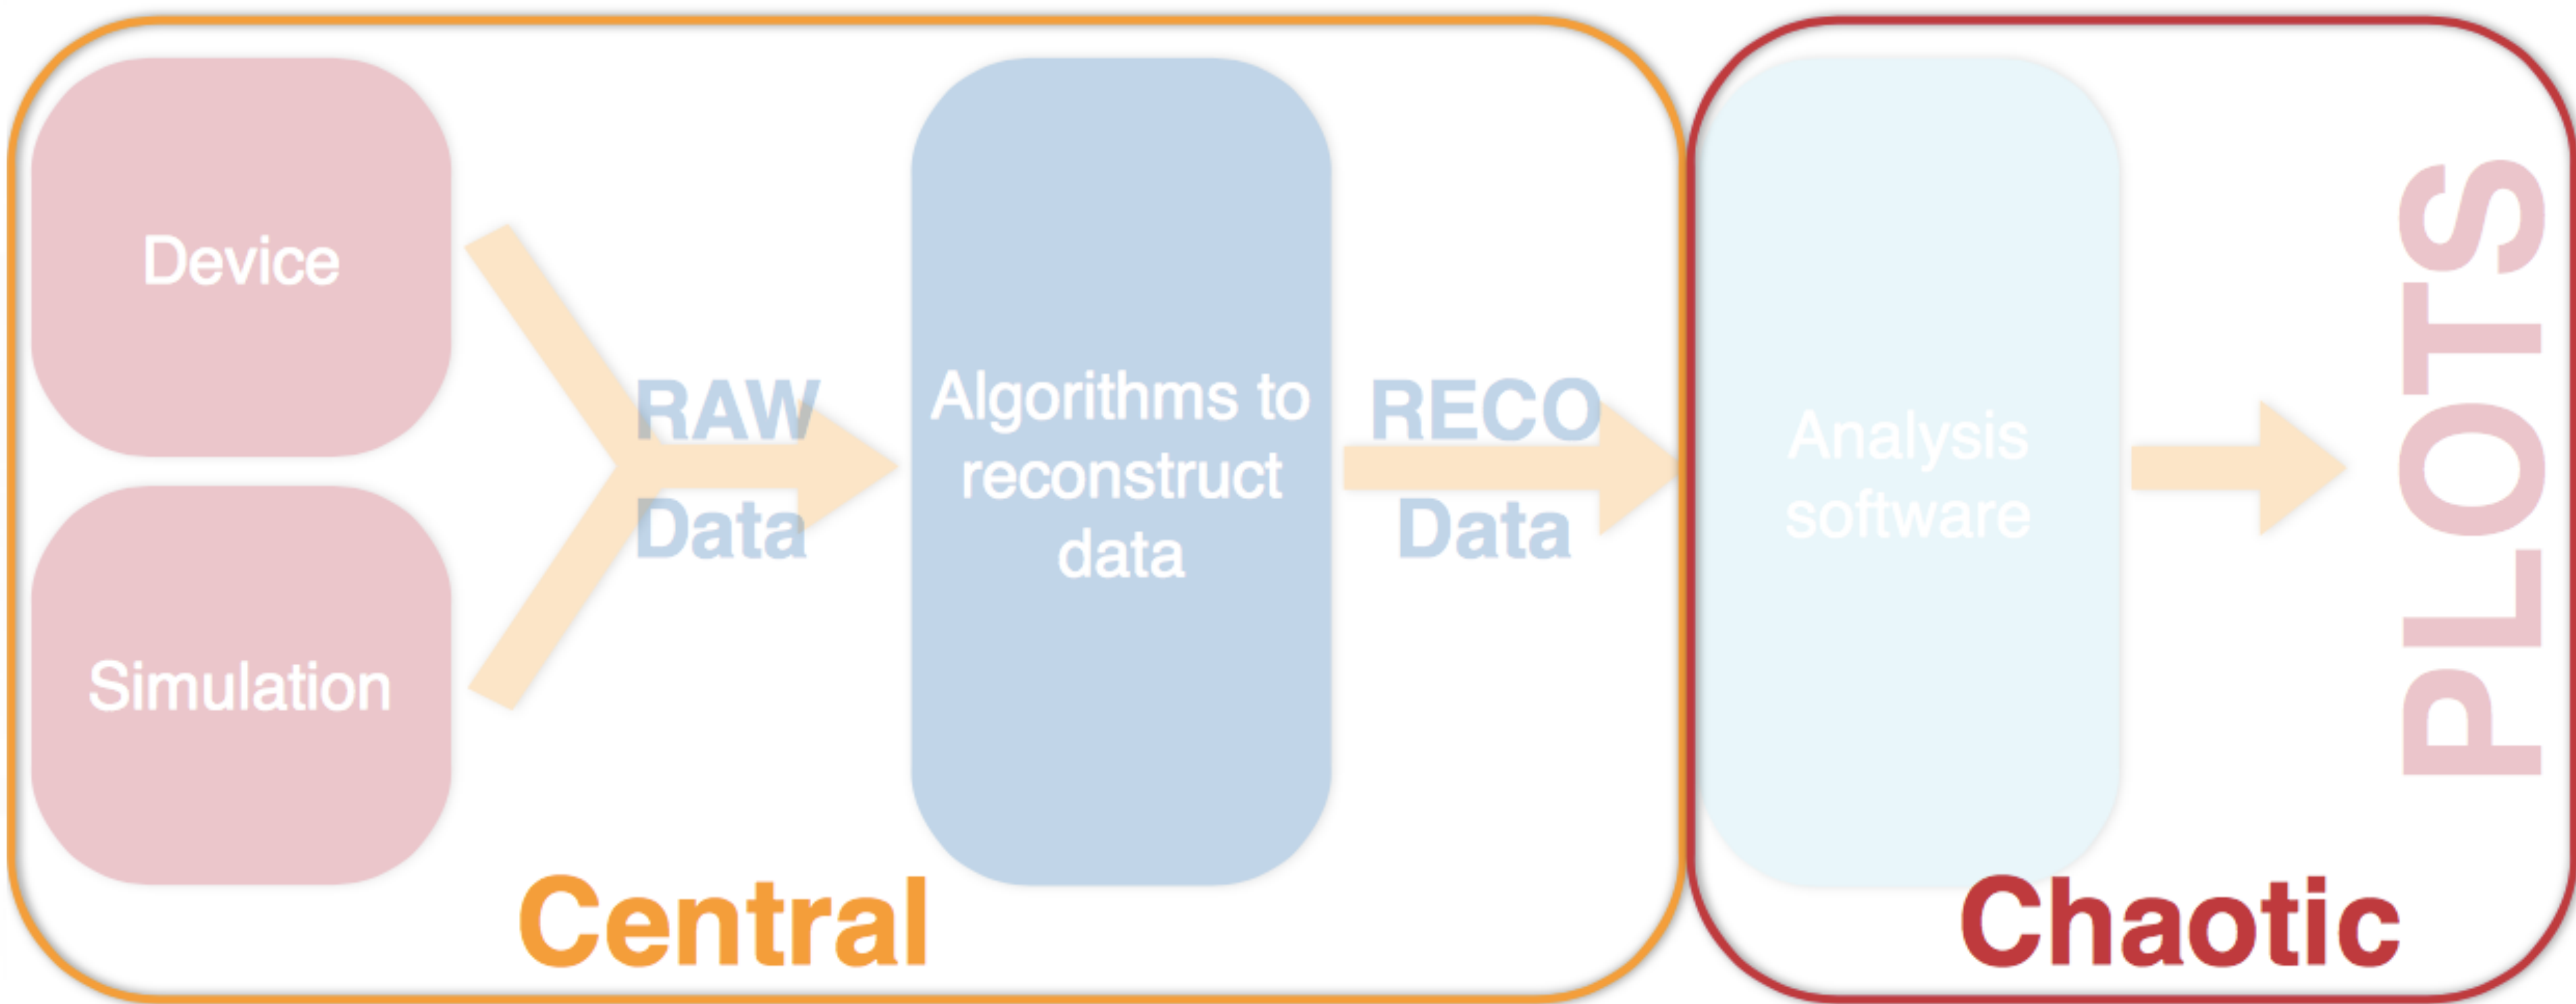 Device
Simulation
RAW
Data
Algorithms to
reconstruct
data
RECO
Data
Analysis
software
PLOTS
Central
Chaotic